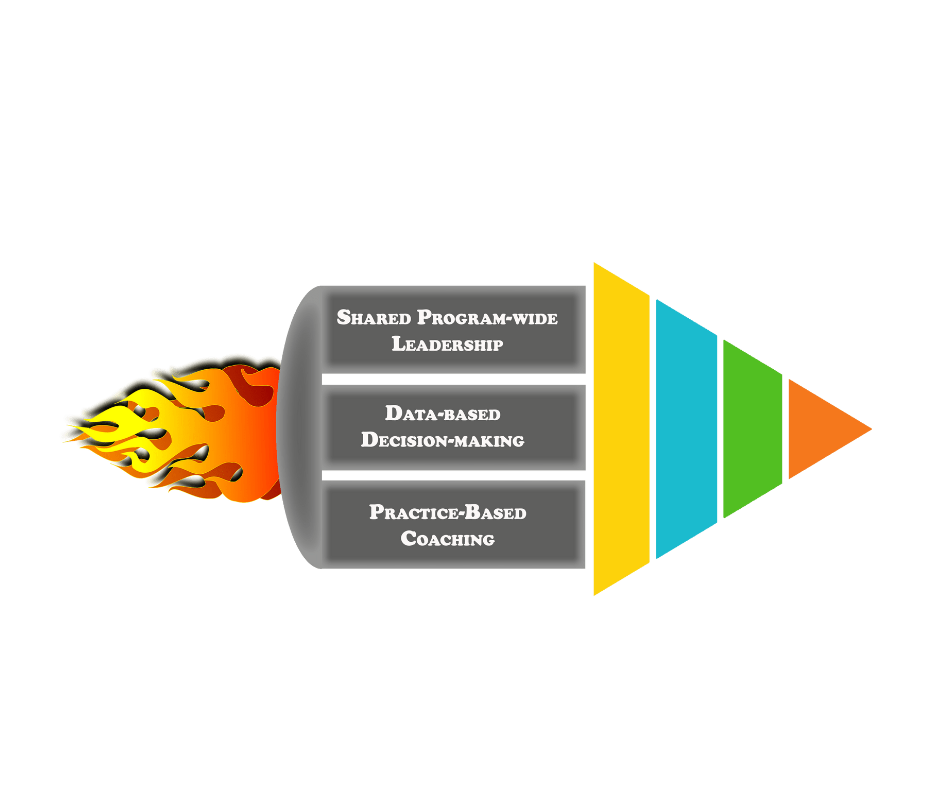 Shared Program-wide
Leadership
Data-based
Decision-making
Practice-Based
Coaching